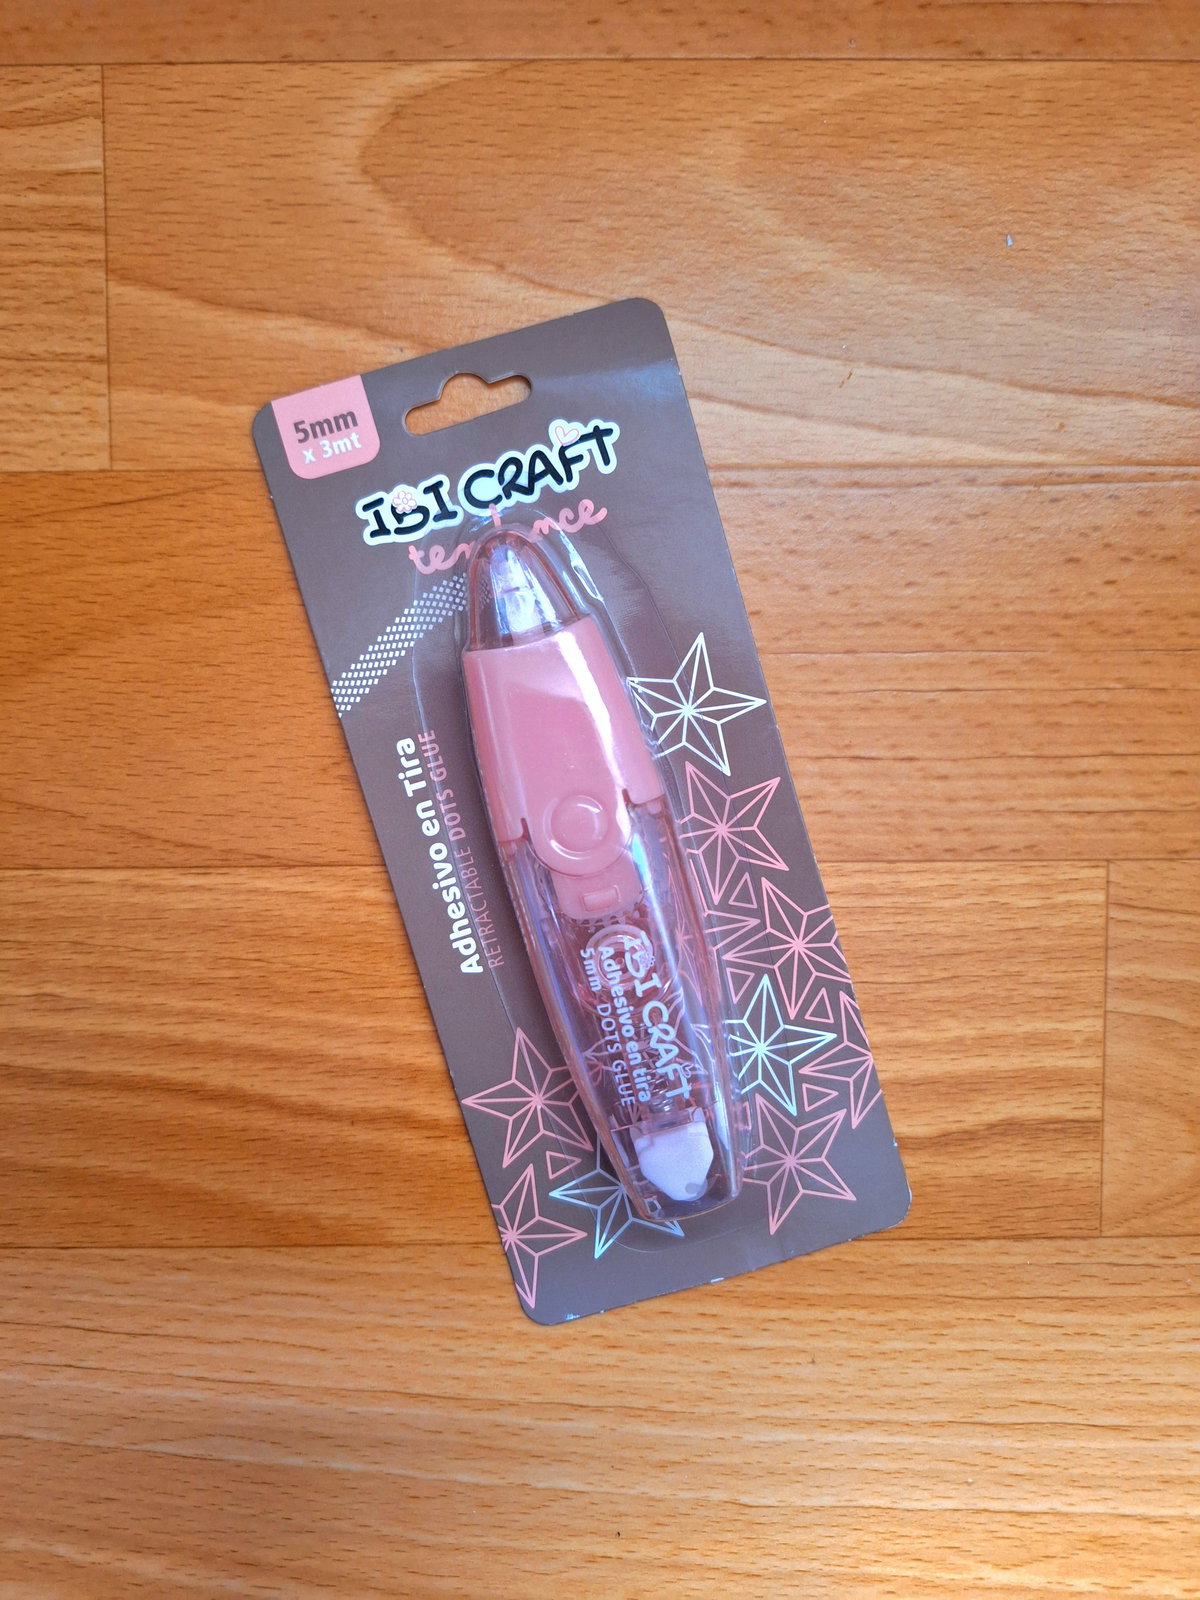 5mm
x 3mt
IBI CRAFT
Adhesivo en Tira
RETRACTABLE DOTS GLUE
IBI CRAFT
Adhesivo en tira
5mm DOTS GLUE